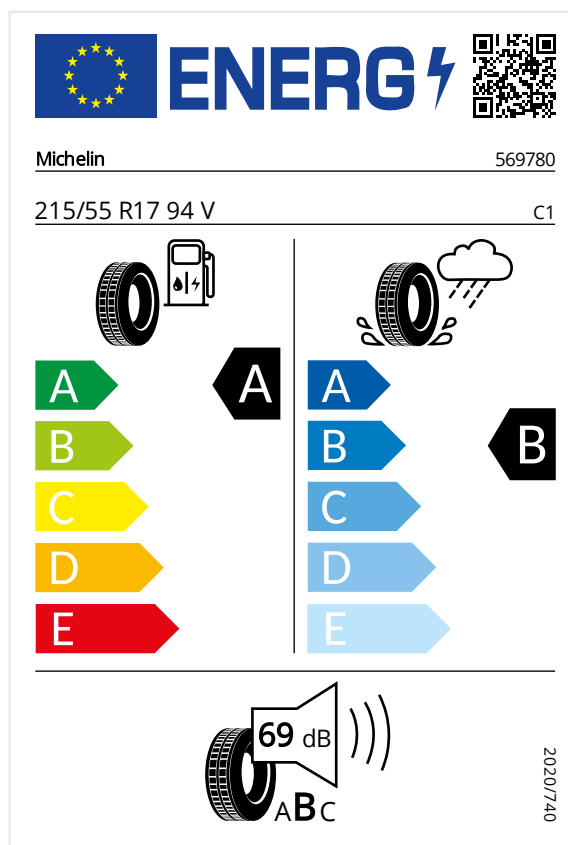 ENERG
Michelin 569780
215/55 R17 94 V C1
A A A
B B B
C C
D D
E E
69 dB
ABC
2020/740